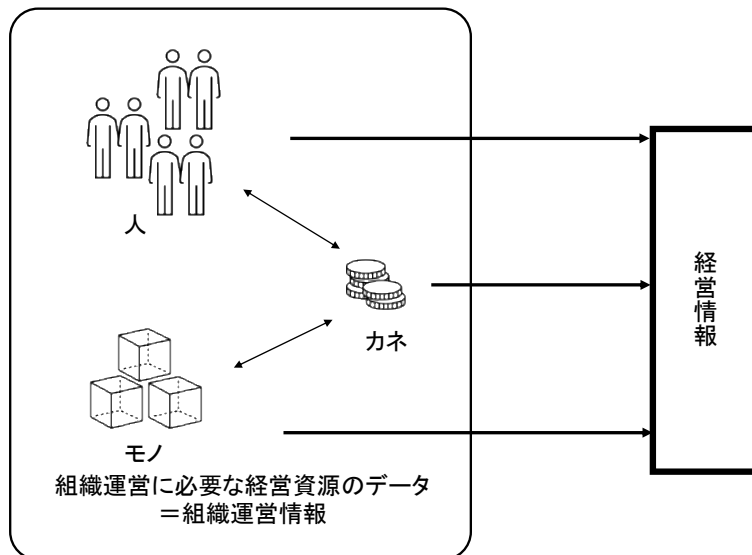 人
カネ
モノ
組織運営に必要な経営資源のデータ
＝組織運営情報
経営情報